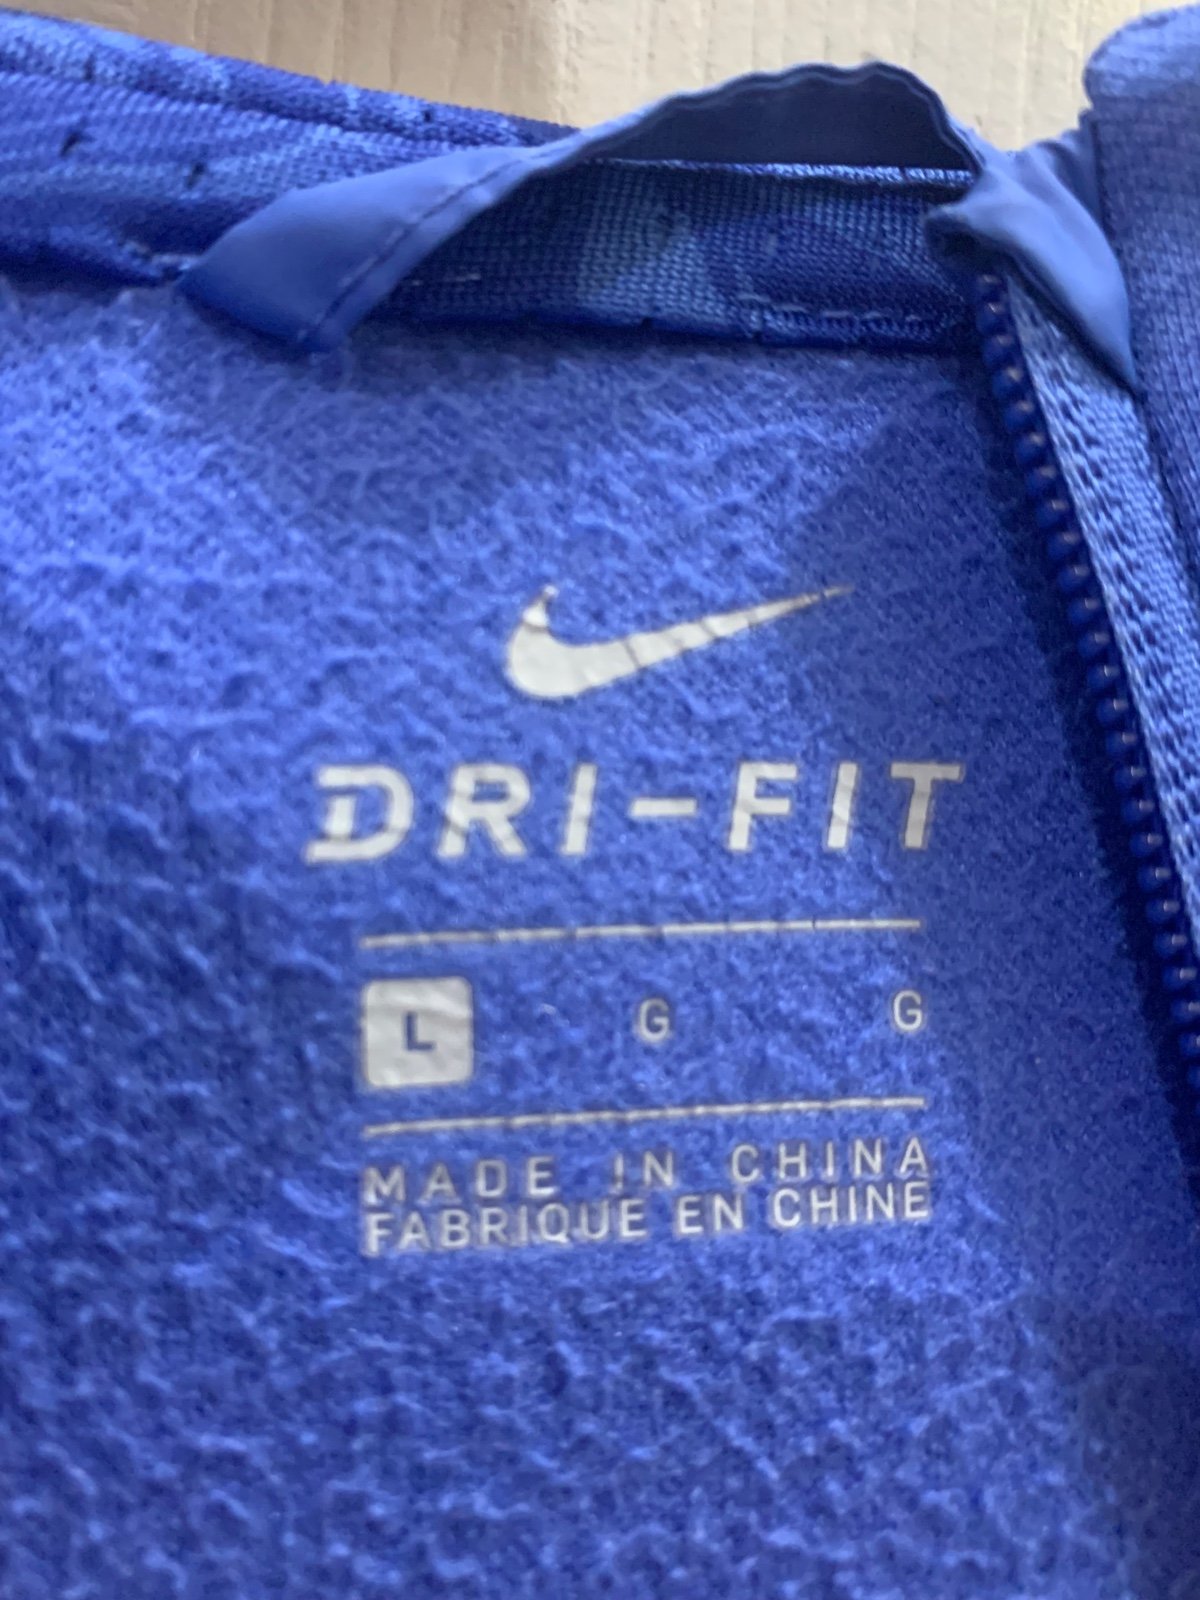 DRI-FIT
L G G
MADE IN CHINA
FABRIQUE EN CHINE